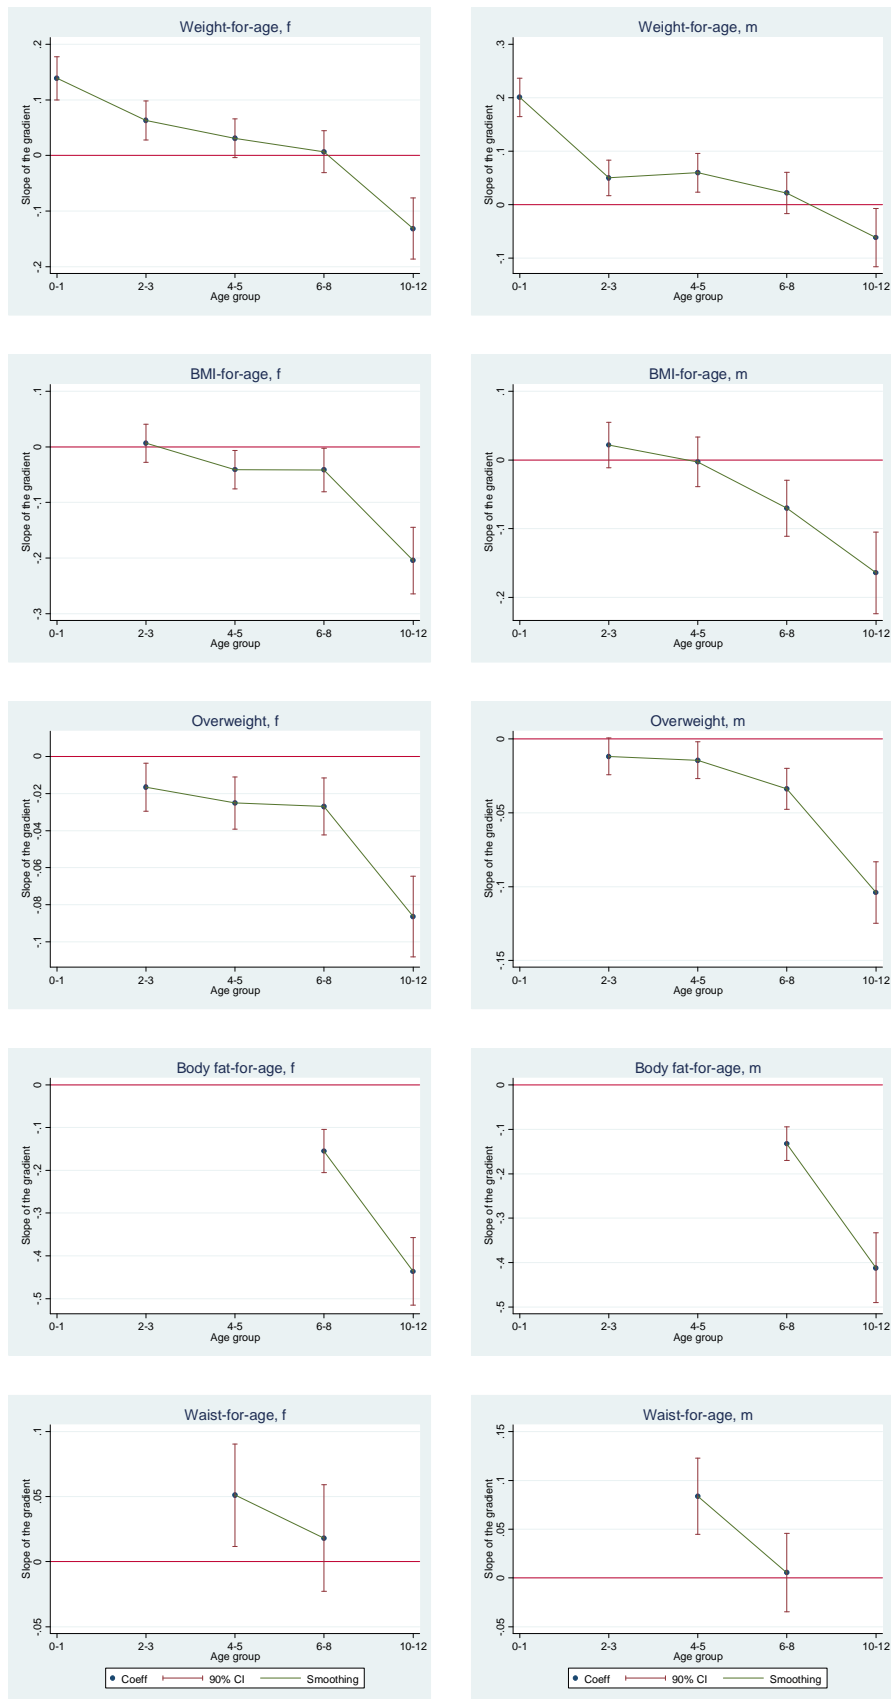 Weight-for-age, f
Slope of the gradient
.2
.1
0
-.1
-.2
0-1 2-3 4-5 6-8 10-12
Age group
Weight-for-age, m
Slope of the gradient
.3
.2
.1
0
-.1
0-1 2-3 4-5 6-8 10-12
Age group
BMI-for-age, f
Slope of the gradient
.1
0
-.1
-.2
-.3
0-1 2-3 4-5 6-8 10-12
Age group
BMI-for-age, m
Slope of the gradient
.1
0
-.1
-.2
0-1 2-3 4-5 6-8 10-12
Age group
Overweight, f
Slope of the gradient
0
-.02
-.04
-.06
-.08
-.1
0-1 2-3 4-5 6-8 10-12
Age group
Overweight, m
Slope of the gradient
0
-.05
-.1
-.15
0-1 2-3 4-5 6-8 10-12
Age group
Body fat-for-age, f
Slope of the gradient
0
-.1
-.2
-.3
-.4
-.5
0-1 2-3 4-5 6-8 10-12
Age group
Body fat-for-age, m
Slope of the gradient
0
-.1
-.2
-.3
-.4
-.5
0-1 2-3 4-5 6-8 10-12
Age group
Waist-for-age, f
Slope of the gradient
.1
.05
0
-.05
0-1 2-3 4-5 6-8 10-12
Age group
Coeff 90% CI Smoothing
Waist-for-age, m
Slope of the gradient
.15
.1
.05
0
-.05
0-1 2-3 4-5 6-8 10-12
Age group
Coeff 90% CI Smoothing